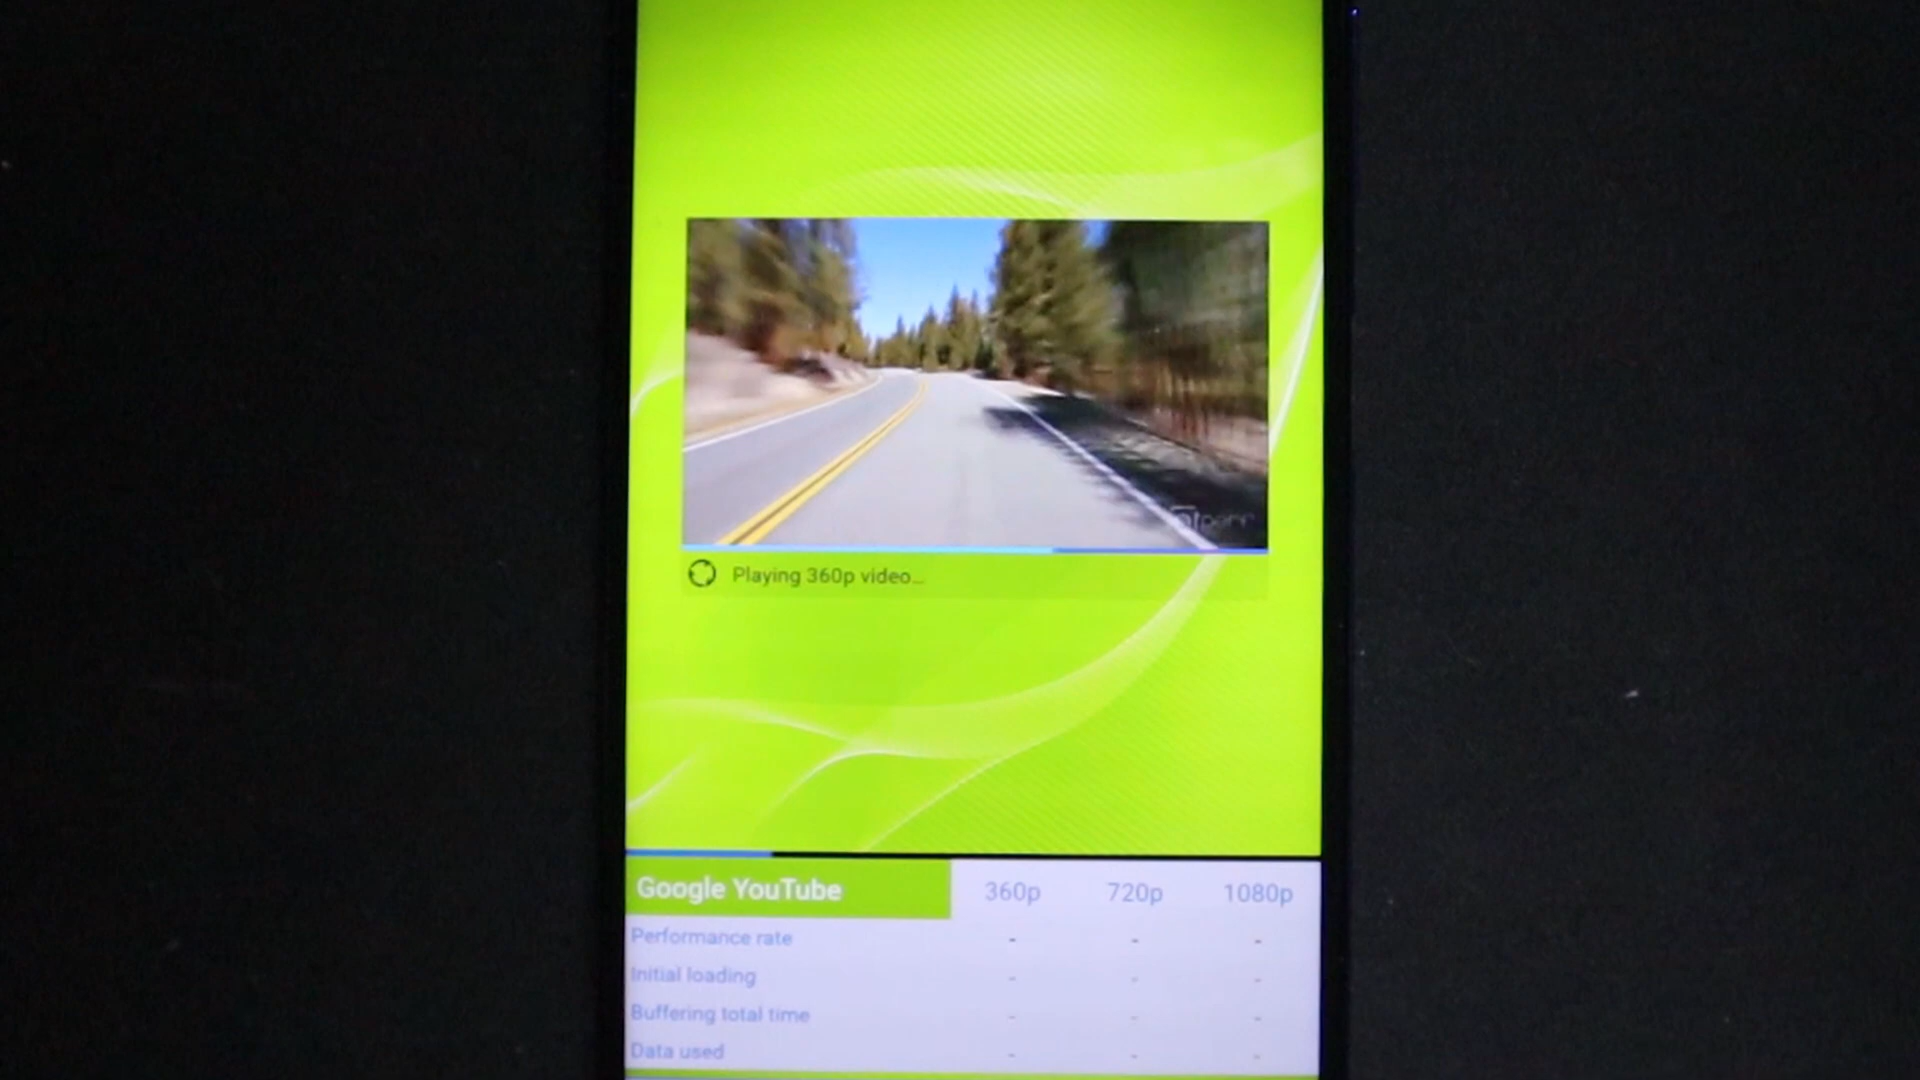 Playing 360p video...
Google YouTube 360p 720p 1080p
Performance rate - - -
Initial loading - - -
Buffering total time - - -
Data used - - -